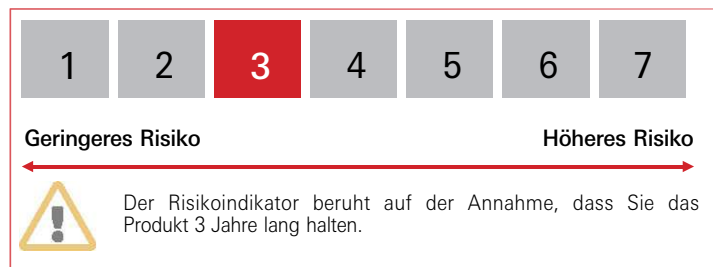 1 2 3 4 5 6 7
Geringeres Risiko Höheres Risiko
Der Risikoindikator beruht auf der Annahme, dass Sie das
Produkt 3 Jahre lang halten.